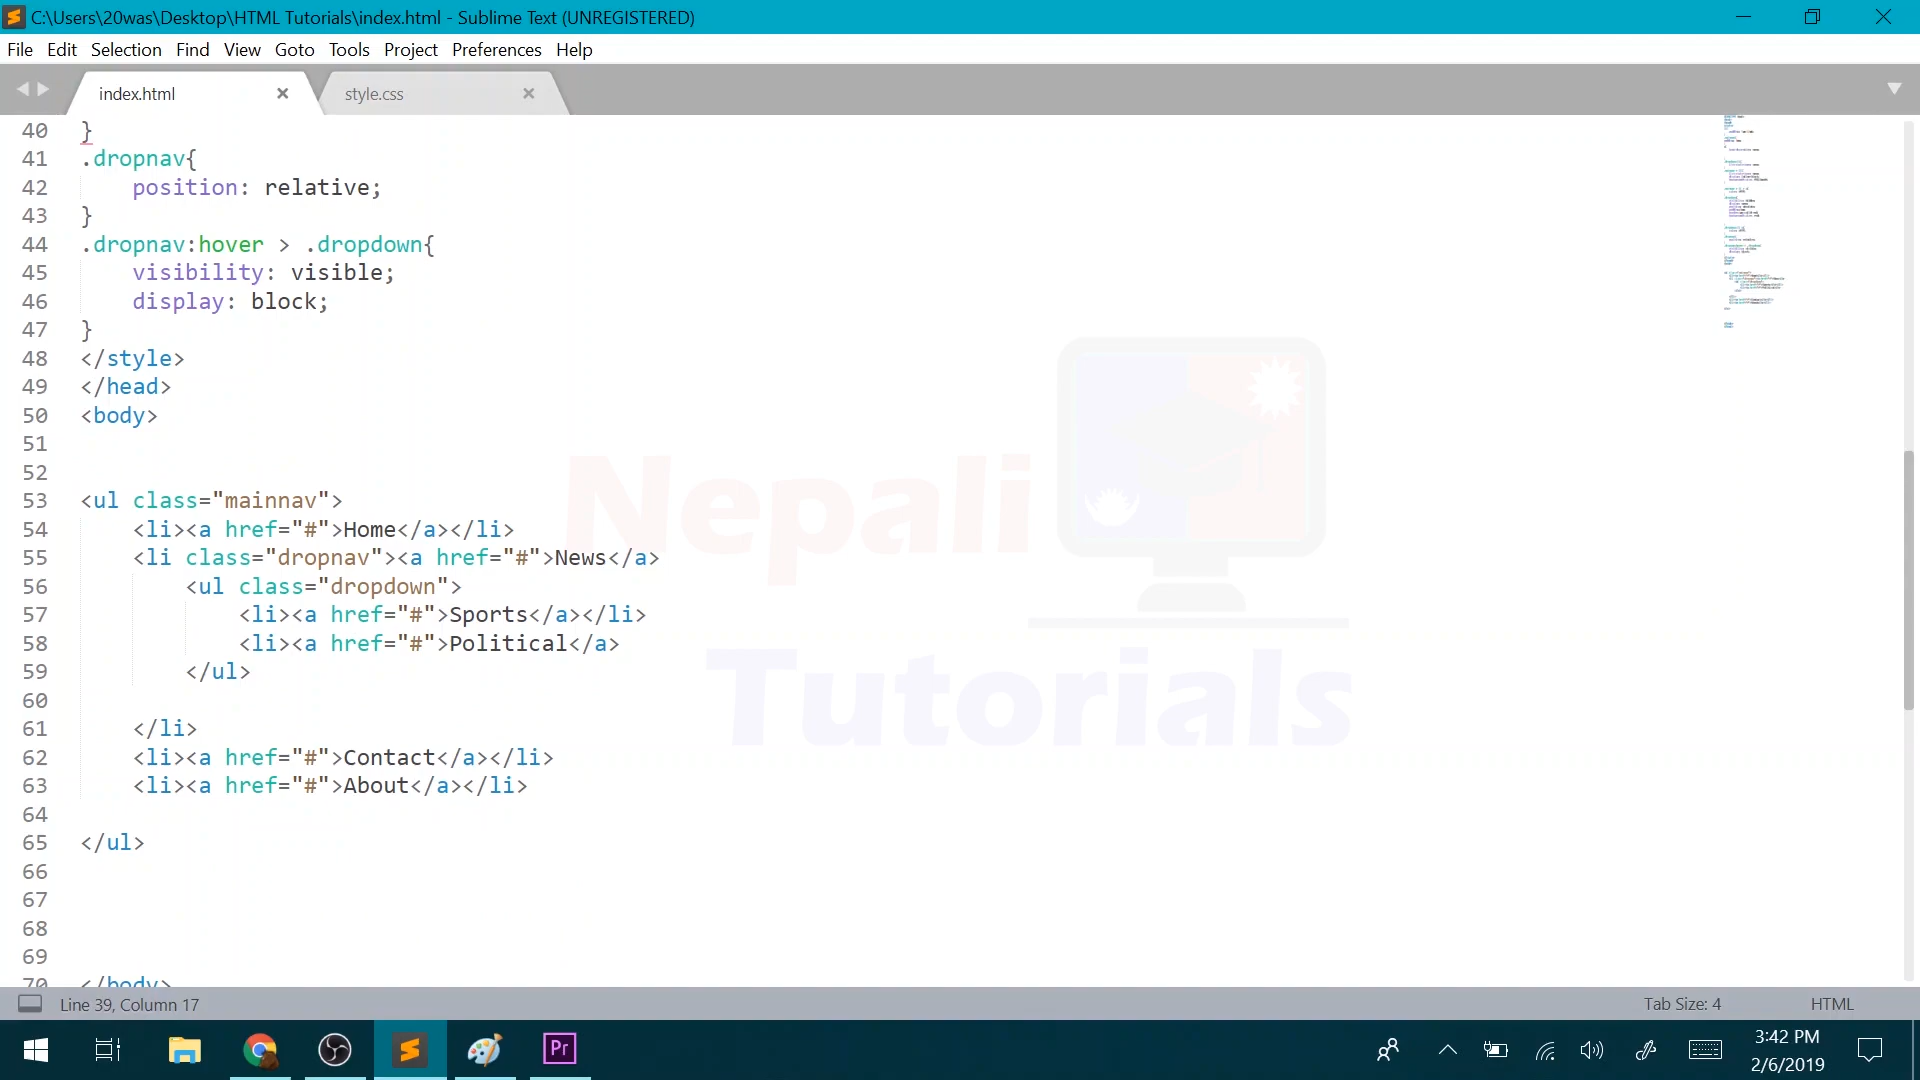 C:\Users\20was\Desktop\HTML Tutorials\index.html - Sublime Text (UNREGISTERED)
File Edit Selection Find View Goto Tools Project Preferences Help
index.html style.css
40 }
41 .dropnav{
42 position: relative;
43 }
44 .dropnav:hover > .dropdown{
45 visibility: visible;
46 display: block;
47 }
48 </style>
49 </head>
50 <body>
51
52
53 <ul class="mainnav">
54 <li><a href="#">Home</a></li>
55 <li class="dropnav"><a href="#">News</a>
56 <ul class="dropdown">
57 <li><a href="#">Sports</a></li>
58 <li><a href="#">Political</a>
59 </ul>
60
61 </li>
62 <li><a href="#">Contact</a></li>
63 <li><a href="#">About</a></li>
64
65 </ul>
66
67
68
69
70 </body>
Nepali
Tutorials
Line 39, Column 17 Tab Size: 4 HTML
Pr
3:42 PM
2/6/2019